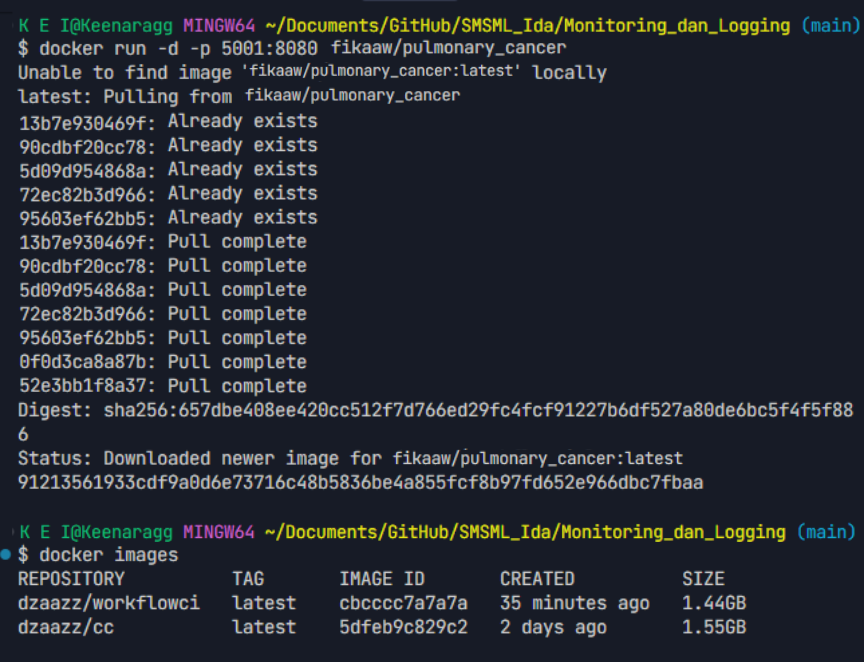 K E I@Keenaragg MINGW64 ~/Documents/GitHub/SMSML_Ida/Monitoring_dan_Logging (main)
$ docker run -d -p 5001:8080 fikaaw/pulmonary_cancer
Unable to find image 'fikaaw/pulmonary_cancer:latest' locally
latest: Pulling from fikaaw/pulmonary_cancer
13b7e930469f: Already exists
90cdbf20cc78: Already exists
5d09d954868a: Already exists
72ec82b3d966: Already exists
95603ef62bb5: Already exists
13b7e930469f: Pull complete
90cdbf20cc78: Pull complete
5d09d954868a: Pull complete
72ec82b3d966: Pull complete
95603ef62bb5: Pull complete
0f0d3ca8a87b: Pull complete
52e3bb1f8a37: Pull complete
Digest: sha256:657dbe408ee420cc512f7d766ed29fc4fcf91227b6df527a80de6bc5f4f5f88
6
Status: Downloaded newer image for fikaaw/pulmonary_cancer:latest
91213561933cdf9a0d6e73716c48b5836be4a855fcf8b97fd652e966dbc7fbaa
K E I@Keenaragg MINGW64 ~/Documents/GitHub/SMSML_Ida/Monitoring_dan_Logging (main)
$ docker images
REPOSITORY TAG IMAGE ID CREATED SIZE
dzaazz/workflowci latest cbcccc7a7a7a 35 minutes ago 1.44GB
dzaazz/cc latest 5dfeb9c829c2 2 days ago 1.55GB